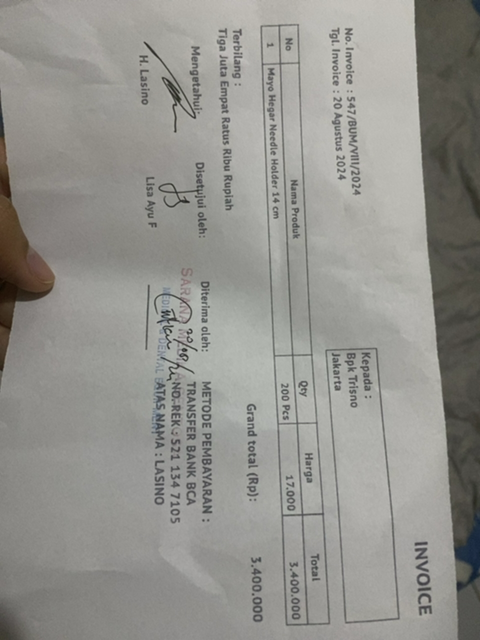 INVOICE
No. Invoice : 547/BUM/VIII/2024
Tgl. Invoice : 20 Agustus 2024
Kepada :
Bpk Trisno
Jakarta
No Nama Produk Qty Harga Total
1 Mayo Hegar Needle Holder 14 cm 200 Pcs 17.000 3.400.000
Grand total (Rp): 3.400.000
Terbilang :
Tiga Juta Empat Ratus Ribu Rupiah
Mengetahui: Disetujui oleh: Diterima oleh:
H. Lasino Lisa Ayu F
SARANA
METODE PEMBAYARAN :
TRANSFER BANK BCA
NO. REK : 521 134 7105
ATAS NAMA : LASINO